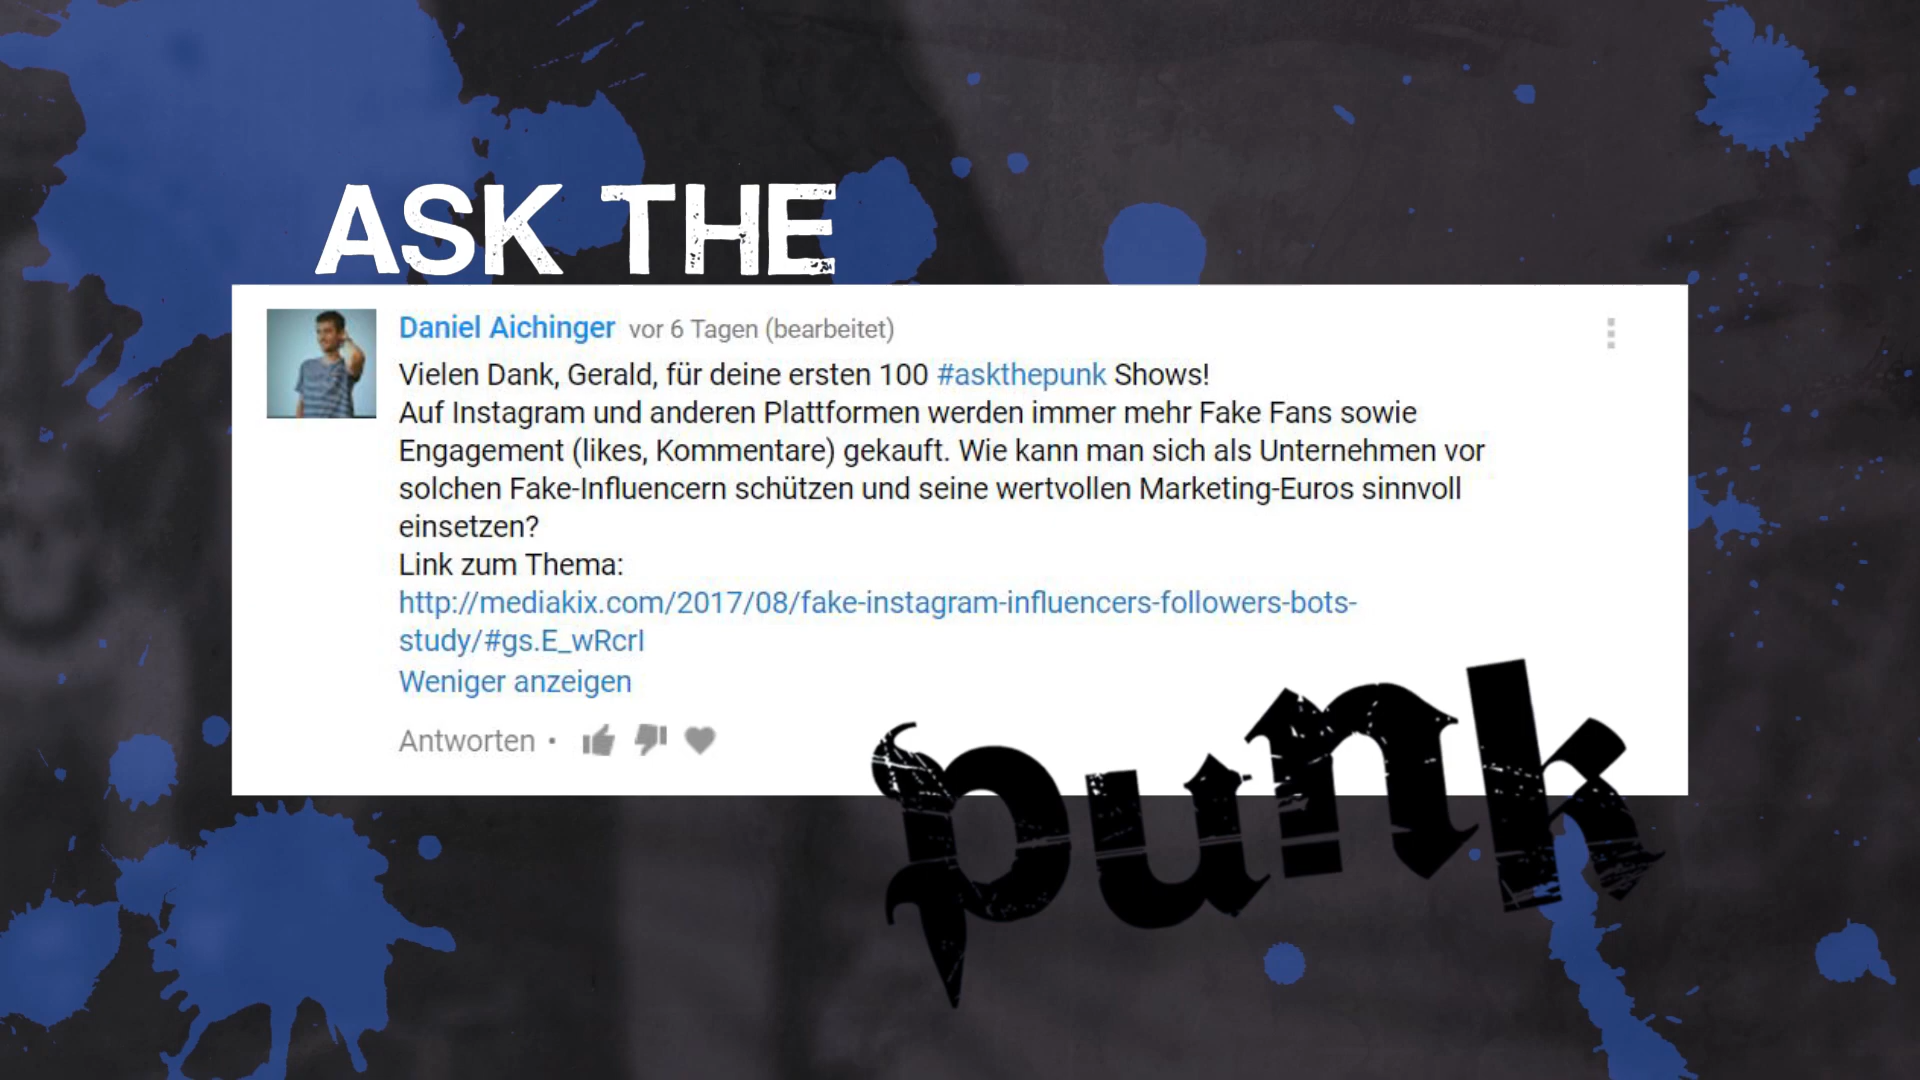 ASK THE
Daniel Aichinger vor 6 Tagen (bearbeitet)
Vielen Dank, Gerald, für deine ersten 100 #askthepunk Shows!
Auf Instagram und anderen Plattformen werden immer mehr Fake Fans sowie
Engagement (likes, Kommentare) gekauft. Wie kann man sich als Unternehmen vor
solchen Fake-Influencern schützen und seine wertvollen Marketing-Euros sinnvoll
einsetzen?
Link zum Thema:
http://mediakix.com/2017/08/fake-instagram-influencers-followers-bots-
study/#gs.E_wRcrI
Weniger anzeigen
Antworten •
punk